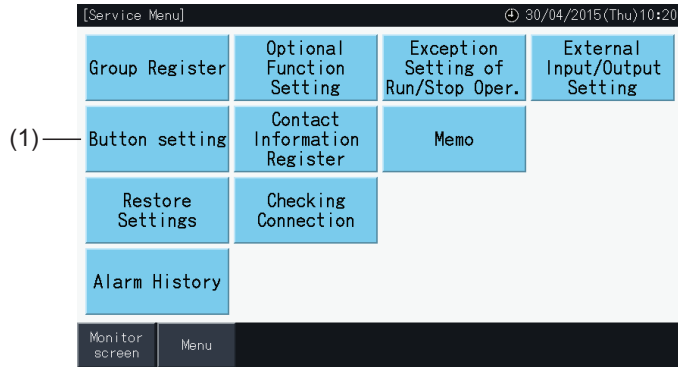 [Service Menu] 30/04/2015(Thu)10:20
Group Register
Optional
Function
Setting
Exception
Setting of
Run/Stop Oper.
External
Input/Output
Setting
(1)
Button setting
Contact
Information
Register
Memo
Restore
Settings
Checking
Connection
Alarm History
Monitor
screen
Menu